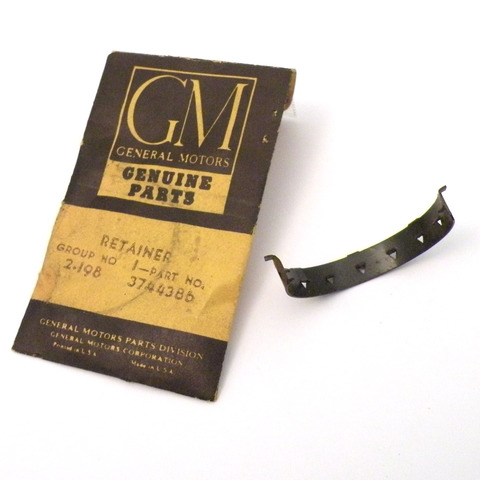 GM
GENERAL MOTORS
GENUINE
PARTS
RETAINER
GROUP NO 1-PART NO.
2.198 3744386
GENERAL MOTORS PARTS DIVISION
GENERAL MOTORS CORPORATION
Printed in U.S.A. Made in U.S.A.